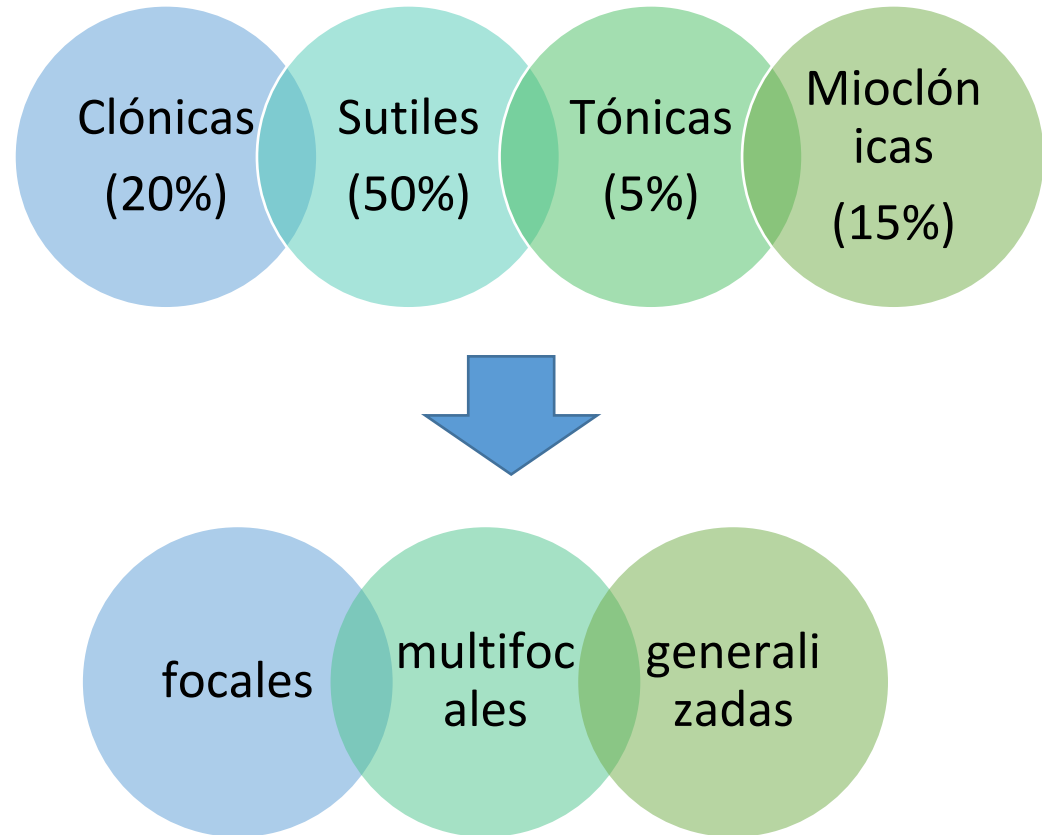 Clónicas
(20%)
Sutiles
(50%)
Tónicas
(5%)
Mioclón
icas
(15%)
focales
multifoc
ales
generali
zadas